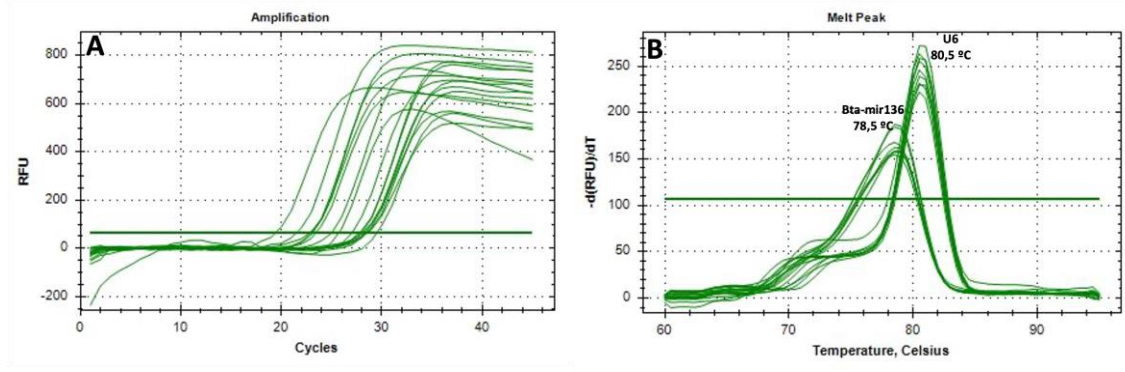 Amplification
A
800
600
400
200
0
-200
0 10 20 30 40
RFU
Cycles
Melt Peak
B
U6
80,5 ºC
Bta-mir136
78,5 ºC
250
200
150
100
50
0
60 70 80 90
-d(RFU)/dT
Temperature, Celsius